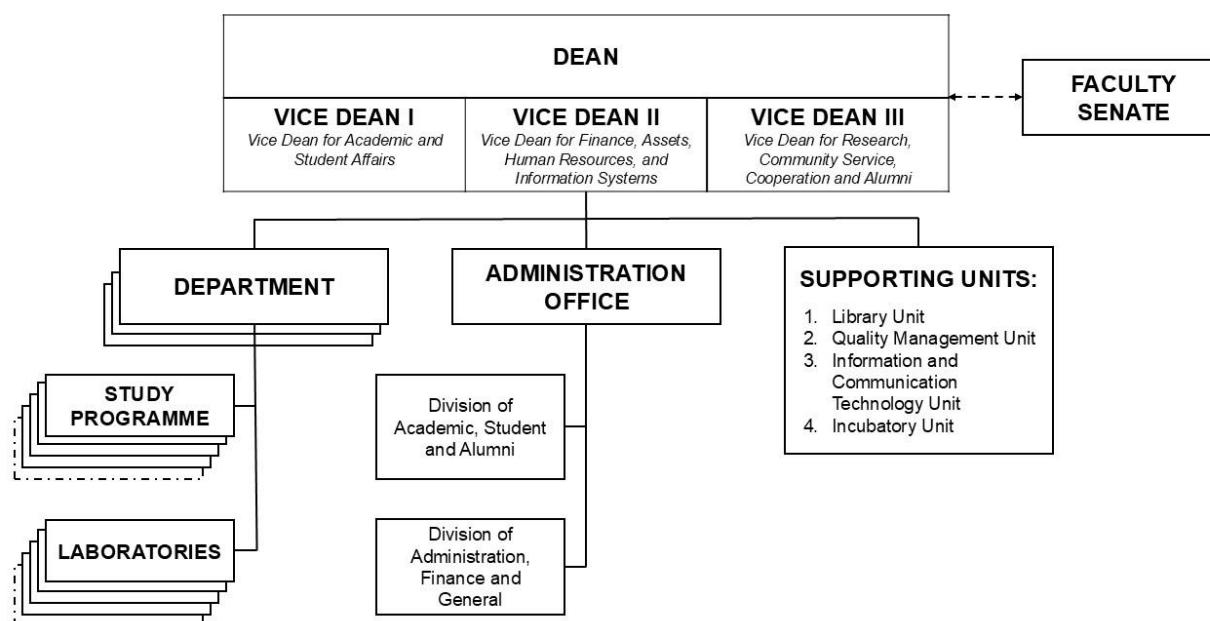 DEAN
FACULTY
SENATE
VICE DEAN I
Vice Dean for Academic and
Student Affairs
VICE DEAN II
Vice Dean for Finance, Assets,
Human Resources, and
Information Systems
VICE DEAN III
Vice Dean for Research,
Community Service,
Cooperation and Alumni
DEPARTMENT
ADMINISTRATION
OFFICE
SUPPORTING UNITS:
1. Library Unit
2. Quality Management Unit
3. Information and
Communication
Technology Unit
4. Incubatory Unit
STUDY
PROGRAMME
Division of
Academic, Student
and Alumni
LABORATORIES
Division of
Administration,
Finance and
General